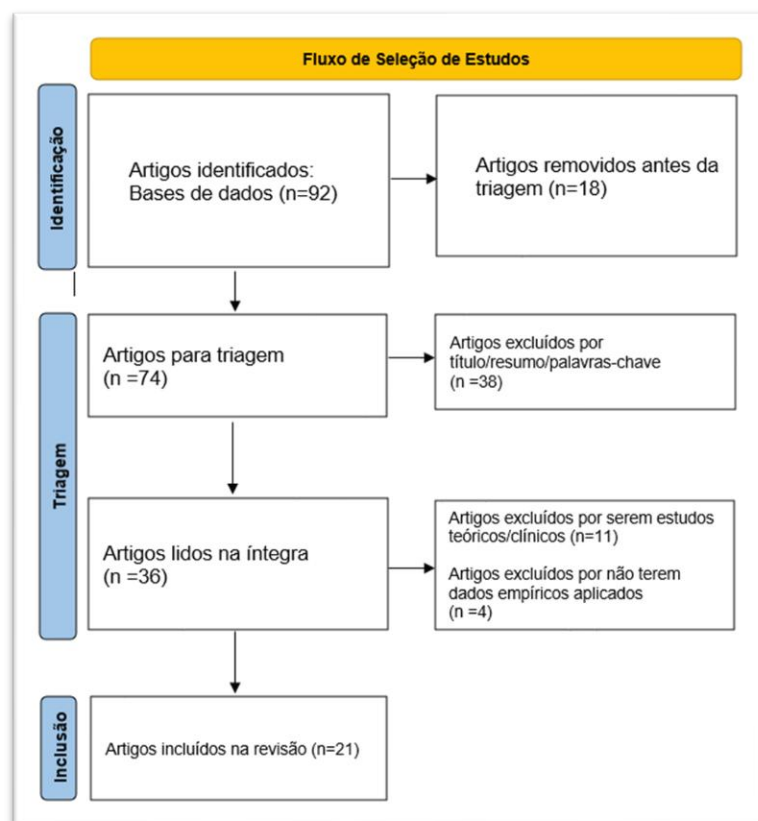 Fluxo de Seleção de Estudos
Identificação
Artigos identificados:
Bases de dados (n=92)
Artigos removidos antes da
triagem (n=18)
Triagem
Artigos para triagem
(n =74)
Artigos excluídos por
título/resumo/palavras-chave
(n =38)
Artigos lidos na íntegra
(n =36)
Artigos excluídos por serem estudos
teóricos/clínicos (n=11)
Artigos excluídos por não terem
dados empíricos aplicados
(n =4)
Inclusão
Artigos incluídos na revisão (n=21)